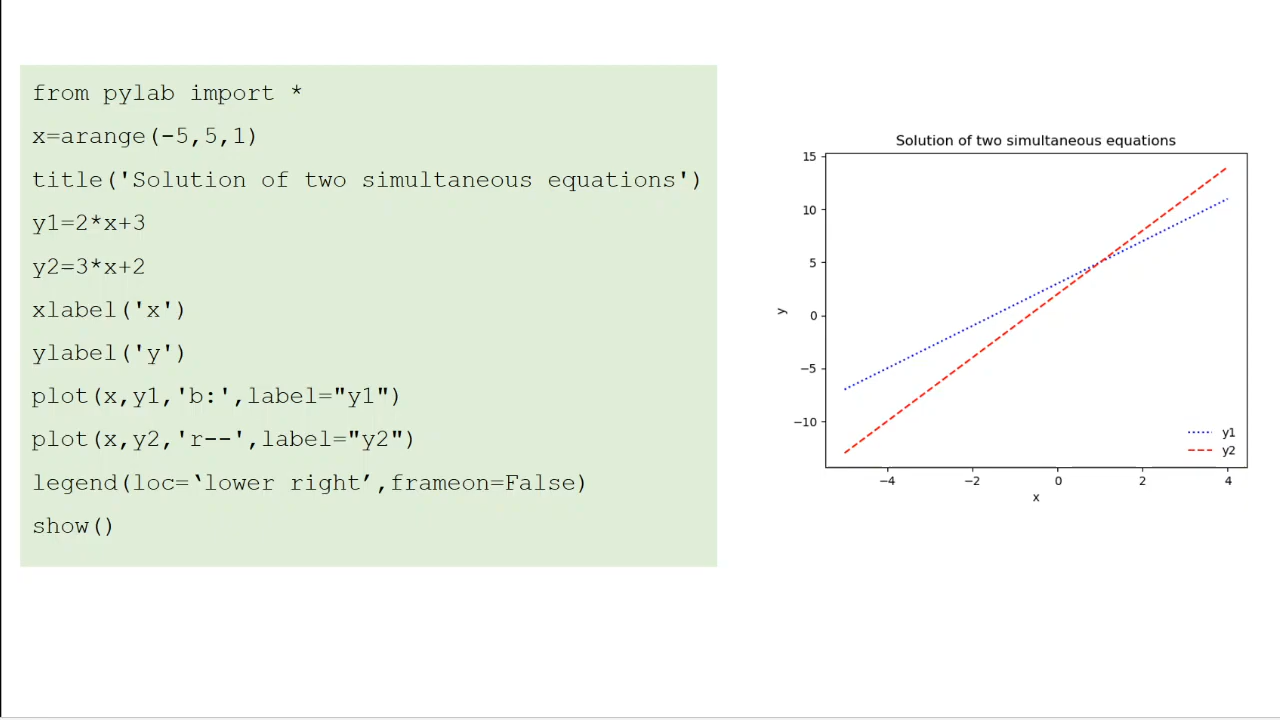 from pylab import *
x=arange(-5,5,1)
title('Solution of two simultaneous equations')
y1=2*x+3
y2=3*x+2
xlabel('x')
ylabel('y')
plot(x,y1,'b:',label="y1")
plot(x,y2,'r--',label="y2")
legend(loc=‘lower right’,frameon=False)
show()
Solution of two simultaneous equations
15
10
5
0
−5
−10
y
y1
y2
−4 −2 0 2 4
x